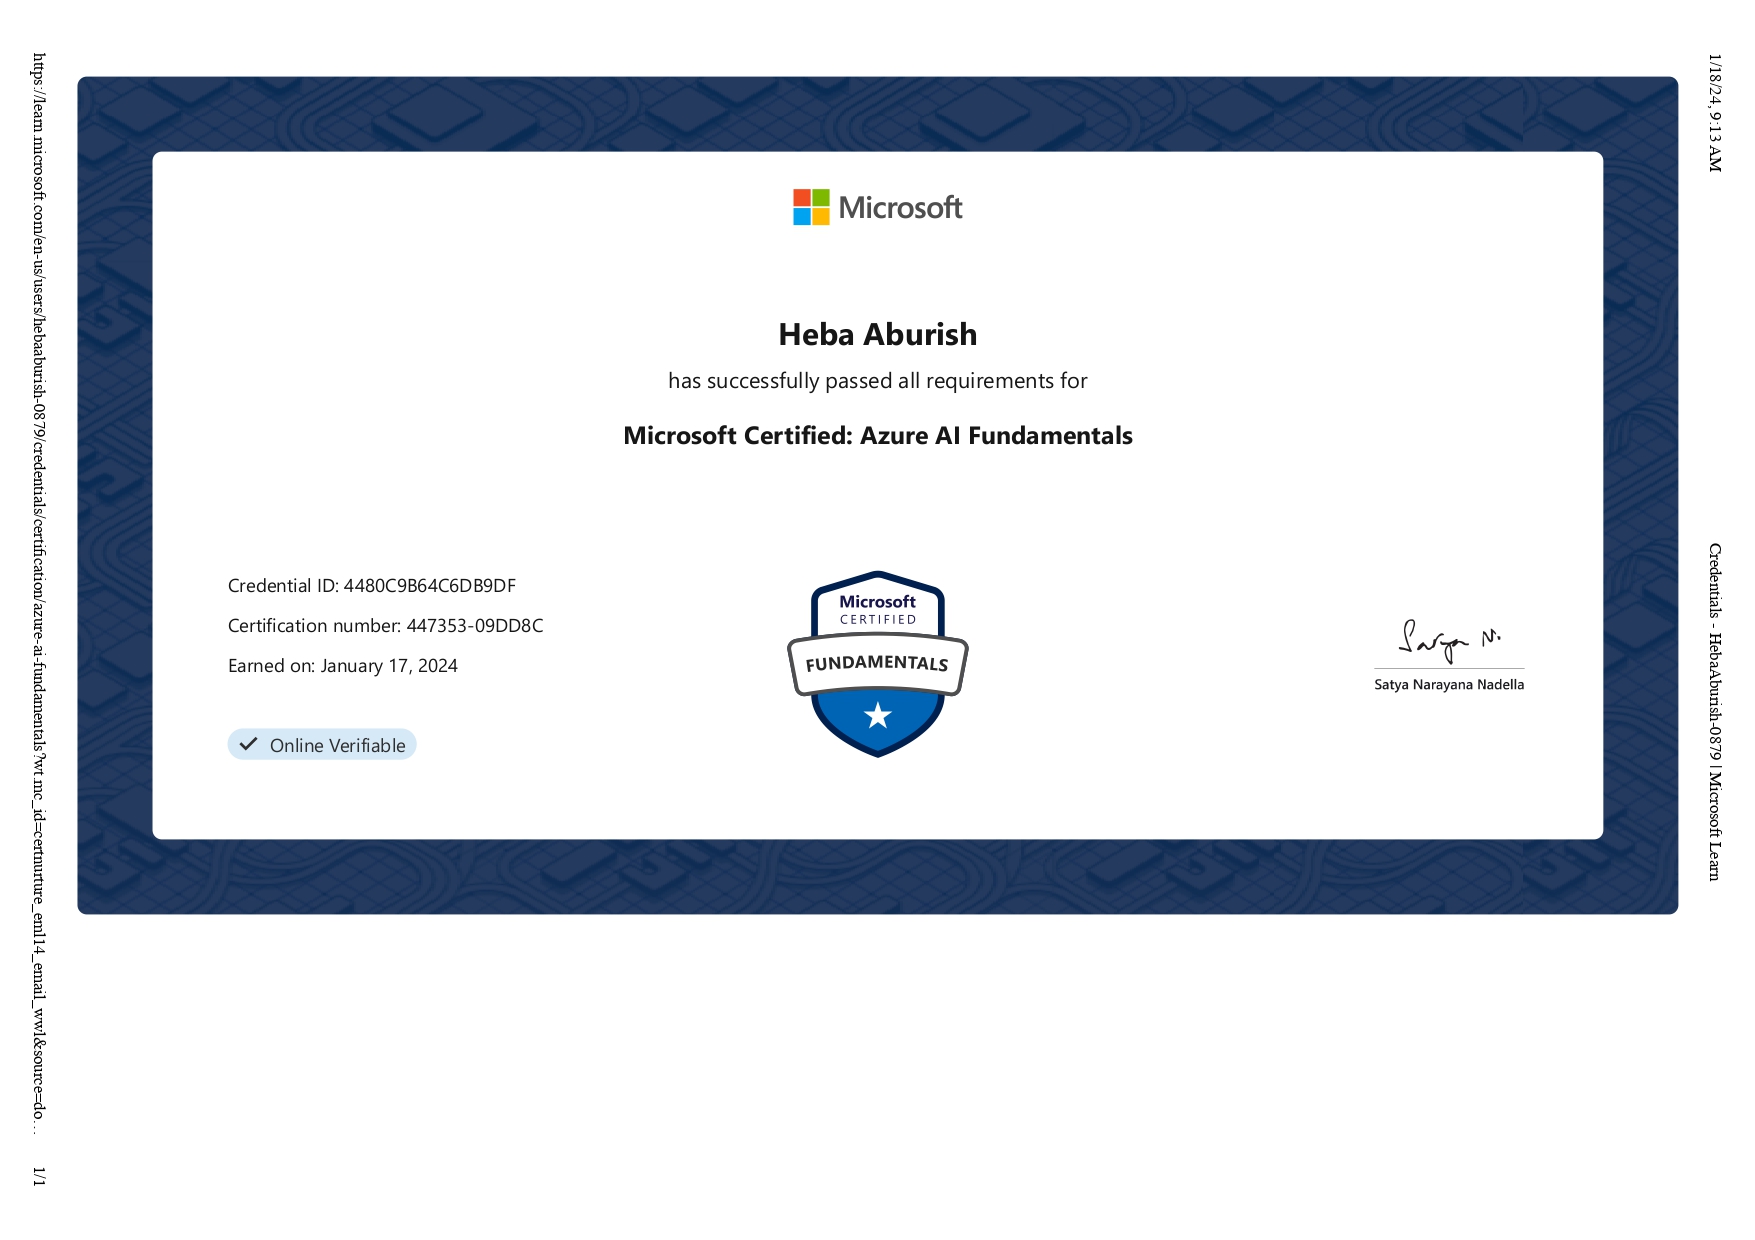 1/18/24, 9:13 AM
Credentials - HebaAburish-0879 | Microsoft Learn
Microsoft
Heba Aburish
has successfully passed all requirements for
Microsoft Certified: Azure AI Fundamentals
Credential ID: 4480C9B64C6DB9DF
Certification number: 447353-09DD8C
Earned on: January 17, 2024
Online Verifiable
Microsoft
CERTIFIED
FUNDAMENTALS
Satya N.
Satya Narayana Nadella
https://learn.microsoft.com/en-us/users/hebaaburish-0879/credentials/certification/azure-ai-fundamentals?wt.mc_id=certnurture_eml14_email_wwl&source=do…
1/1